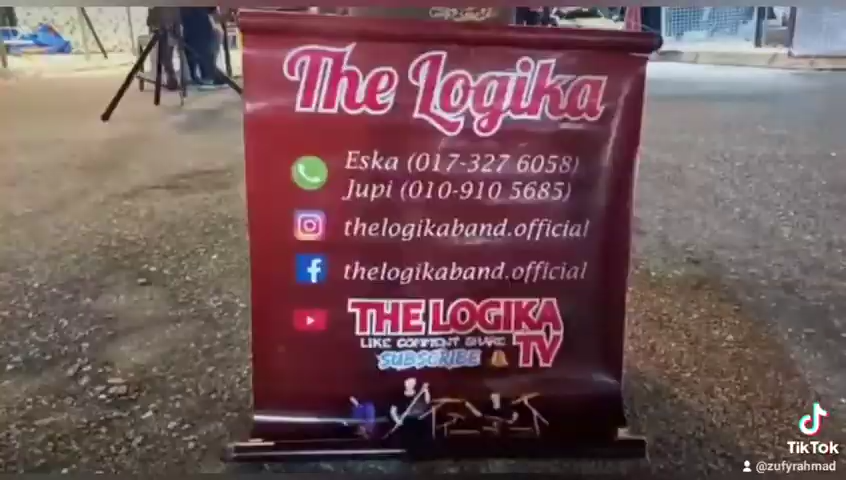 The Logika
Eska (017-327 6058)
Jupi (010-910 5685)
thelogikaband.official
thelogikaband.official
THE LOGIKA
LIKE COMMENT SHARE
SUBSCRIBE
TV
TikTok
@zufyrahmad